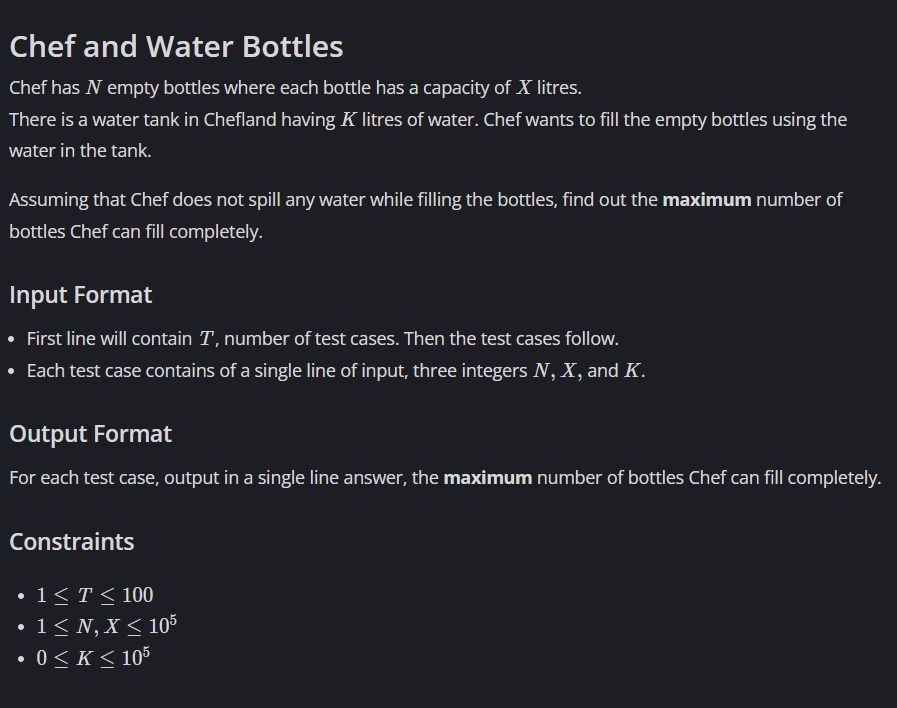 Chef and Water Bottles
Chef has N empty bottles where each bottle has a capacity of X litres.
There is a water tank in Chefland having K litres of water. Chef wants to fill the empty bottles using the
water in the tank.
Assuming that Chef does not spill any water while filling the bottles, find out the maximum number of
bottles Chef can fill completely.
Input Format
• First line will contain T, number of test cases. Then the test cases follow.
• Each test case contains of a single line of input, three integers N, X, and K.
Output Format
For each test case, output in a single line answer, the maximum number of bottles Chef can fill completely.
Constraints
• 1 ≤ T ≤ 100
• 1 ≤ N, X ≤ 10⁵
• 0 ≤ K ≤ 10⁵